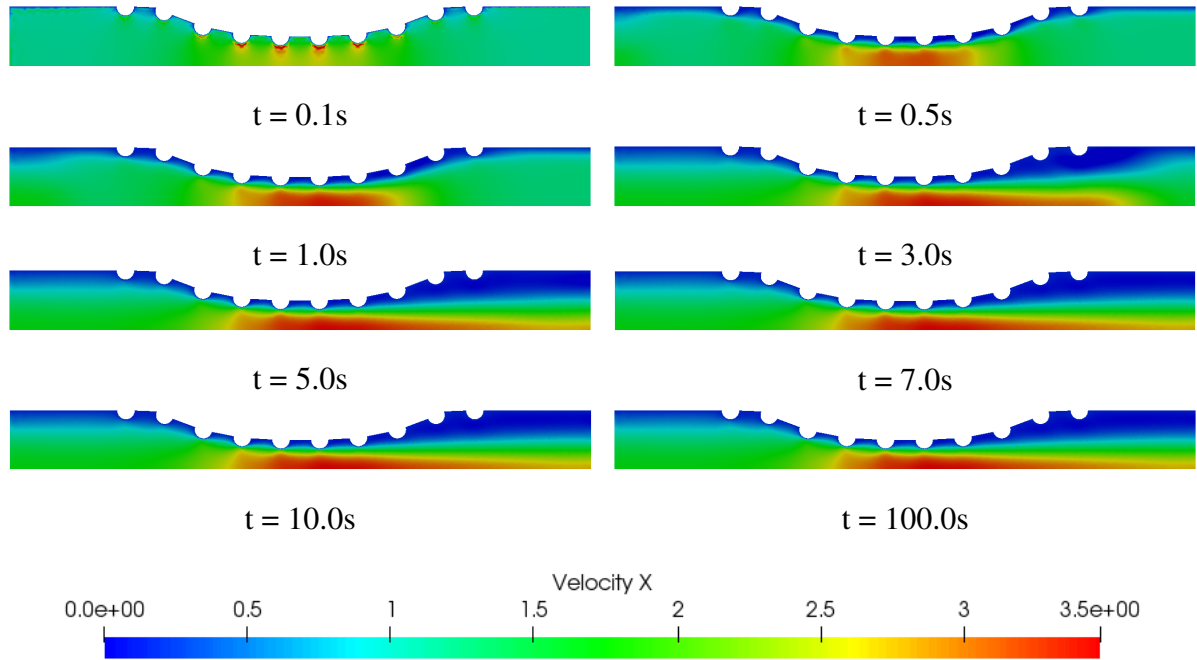 t = 0.1s
t = 0.5s
t = 1.0s
t = 3.0s
t = 5.0s
t = 7.0s
t = 10.0s
t = 100.0s
Velocity X
0.0e+00 0.5 1 1.5 2 2.5 3 3.5e+00